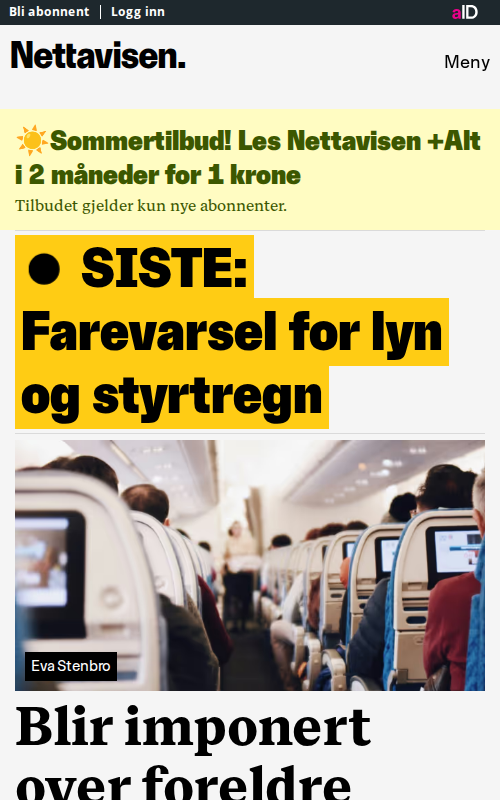 Bli abonnent
Logg inn
aID
Nettavisen.
Meny
☀️Sommertilbud! Les Nettavisen +Alt
i 2 måneder for 1 krone
Tilbudet gjelder kun nye abonnenter.
● SISTE:
Farevarsel for lyn
og styrtregn
Eva Stenbro
Blir imponert
over foreldre